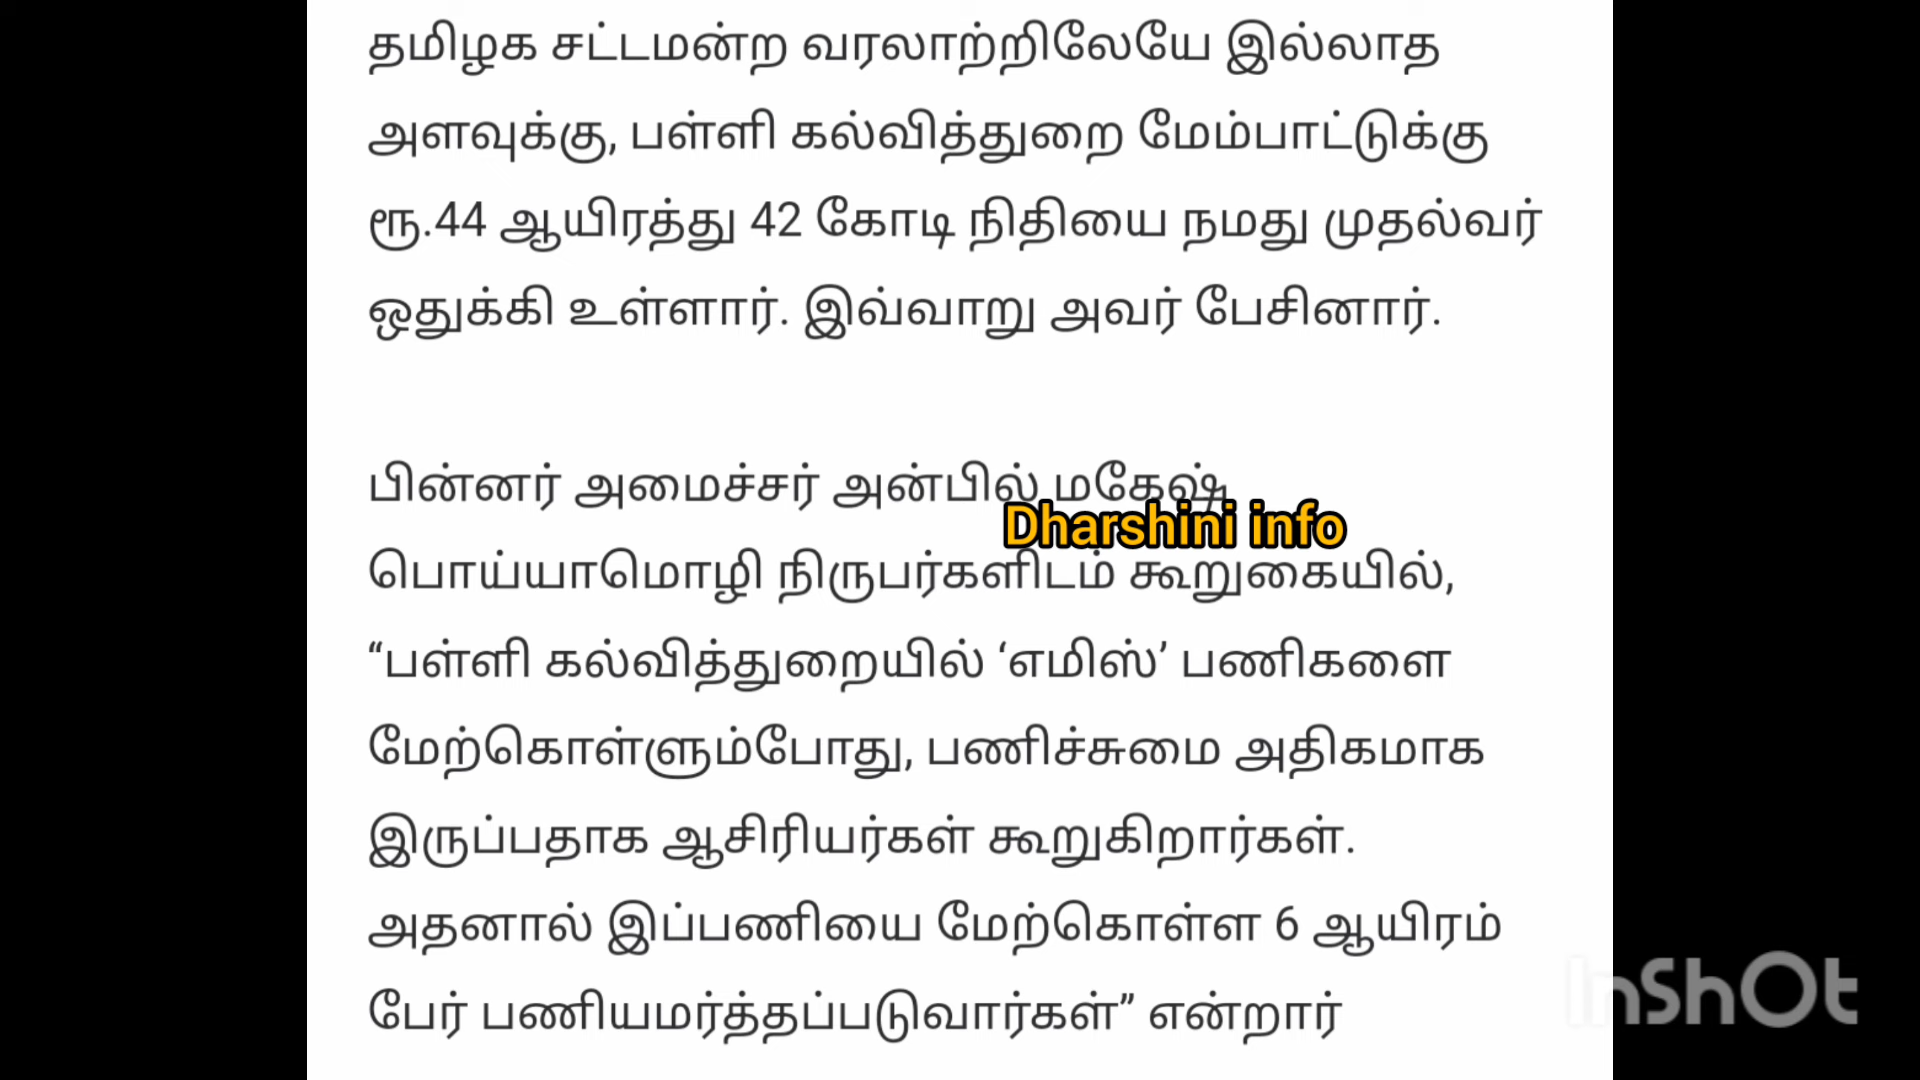 தமிழக சட்டமன்ற வரலாற்றிலேயே இல்லாத
அளவுக்கு, பள்ளி கல்வித்துறை மேம்பாட்டுக்கு
ரூ.44 ஆயிரத்து 42 கோடி நிதியை நமது முதல்வர்
ஒதுக்கி உள்ளார். இவ்வாறு அவர் பேசினார்.
பின்னர் அமைச்சர் அன்பில் மகேஷ்
Dharshini info
பொய்யாமொழி நிருபர்களிடம் கூறுகையில்,
“பள்ளி கல்வித்துறையில் ‘எமிஸ்’ பணிகளை
மேற்கொள்ளும்போது, பணிச்சுமை அதிகமாக
இருப்பதாக ஆசிரியர்கள் கூறுகிறார்கள்.
அதனால் இப்பணியை மேற்கொள்ள 6 ஆயிரம்
பேர் பணியமர்த்தப்படுவார்கள்” என்றார்
InShOt